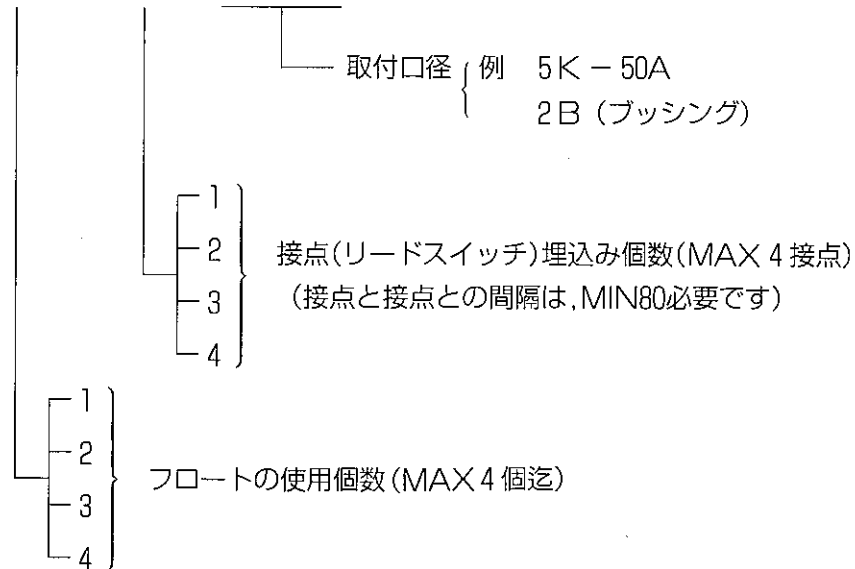 取付口径 例 5K-50A
2B (ブッシング)
1
2
3
4
接点(リードスイッチ)埋込み個数(MAX 4接点)
(接点と接点との間隔は,MIN80必要です)
1
2
3
4
フロートの使用個数(MAX4個迄)